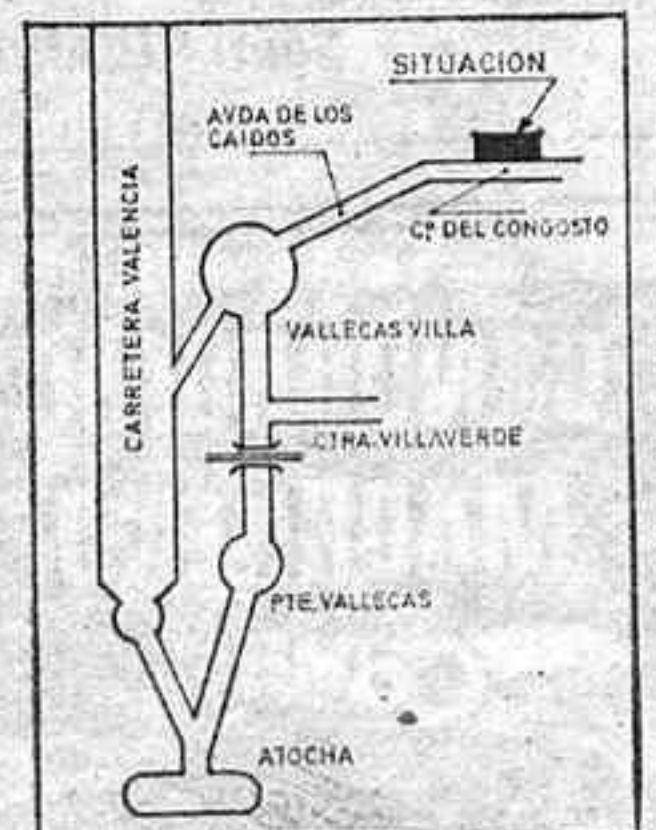 SITUACION
AVDA DE LOS
CAIDOS
Cº DEL CONGOSTO
CARRETERA VALENCIA
VALLECAS VILLA
CTRA. VILLAVERDE
PTE. VALLECAS
ATOCHA